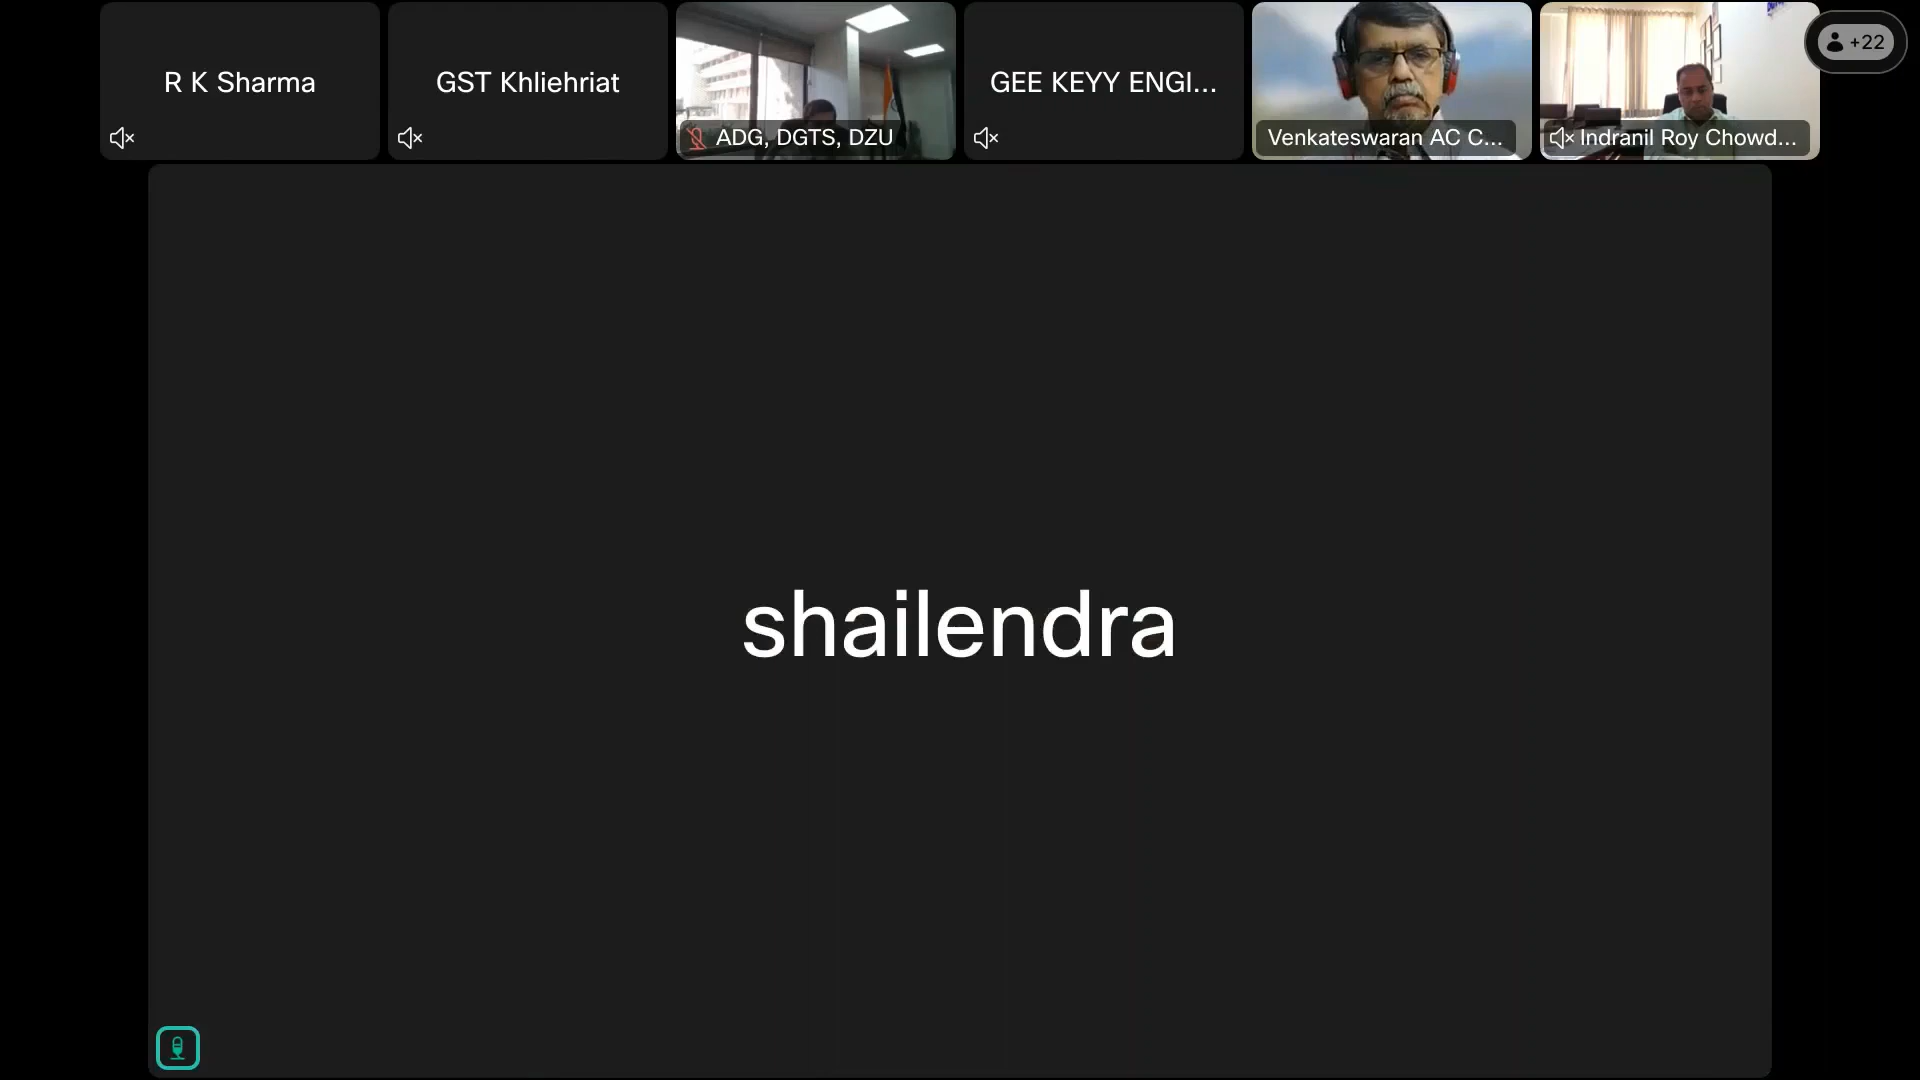 R K Sharma
GST Khliehriat
ADG, DGTS, DZU
GEE KEYY ENGI...
Venkateswaran AC C...
Indranil Roy Chowd...
+22
shailendra